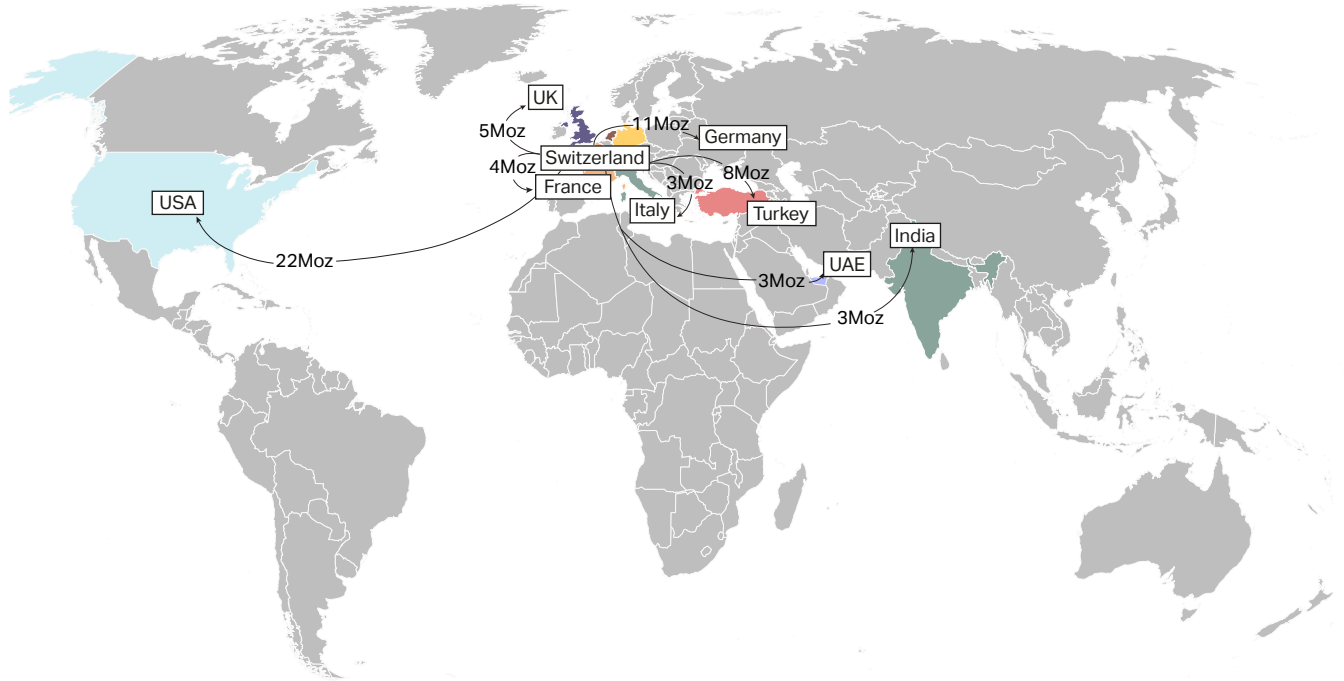 UK
11Moz
5Moz
Germany
Switzerland
4Moz
8Moz
3Moz
France
USA
Italy
Turkey
India
22Moz
UAE
3Moz
3Moz